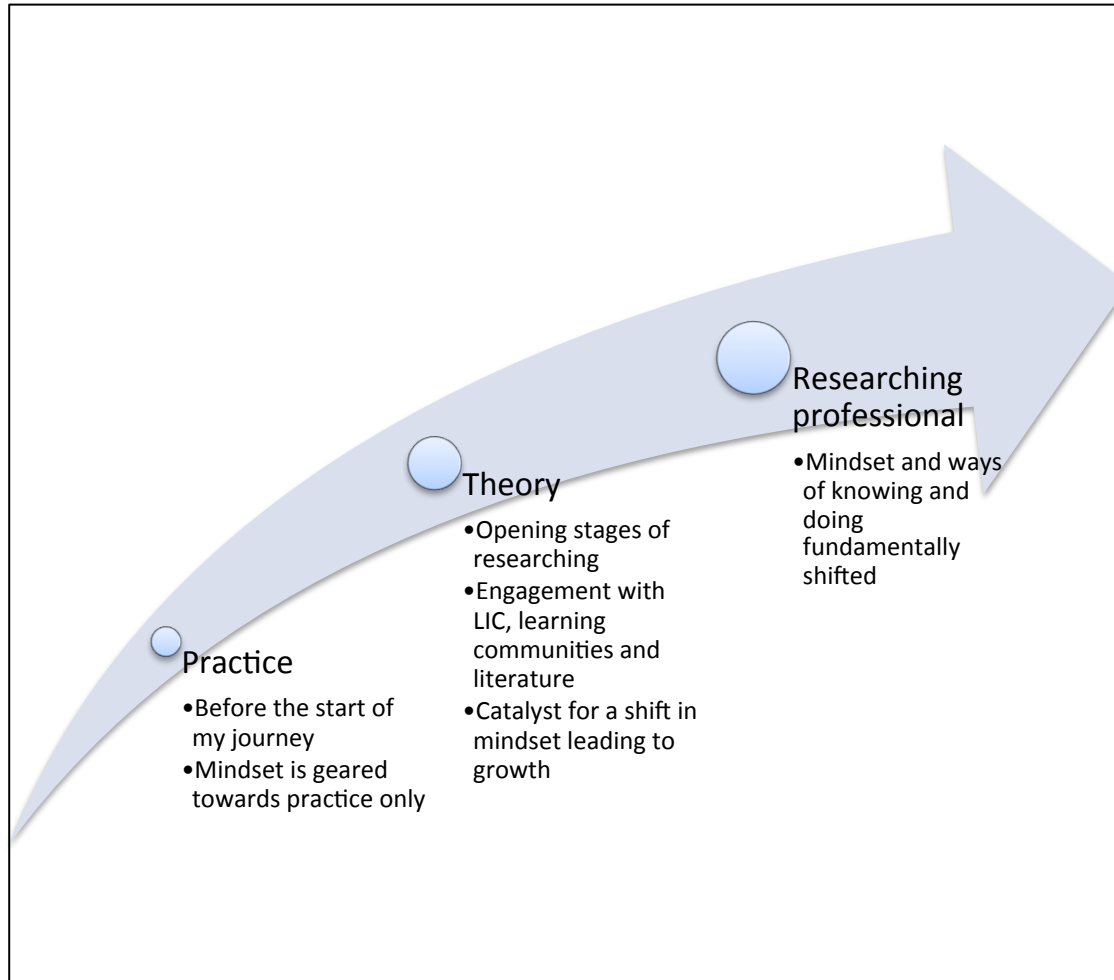 Practice
•Before the start of
my journey
•Mindset is geared
towards practice only
Theory
•Opening stages of
researching
•Engagement with
LIC, learning
communities and
literature
•Catalyst for a shift in
mindset leading to
growth
Researching
professional
•Mindset and ways
of knowing and
doing
fundamentally
shifted